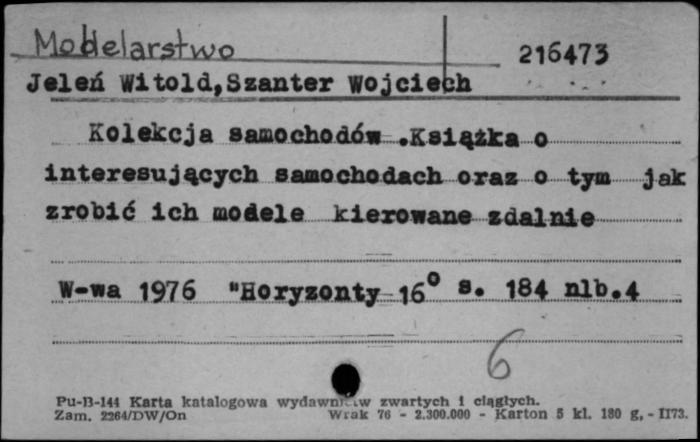 Modelarstwo
216473
Jeleń Witold,Szanter Wojciech
Kolekcja samochodów .Książka o
interesujących samochodach oraz o tym jak
zrobić ich modele kierowane zdalnie
W-wa 1976 "Horyzonty 16° s. 184 nlb.4
6
Pu-B-144 Karta katalogowa wydawnictw zwartych i ciągłych.
Zam. 2264/DW/On Wrak 76 - 2.300.000 - Karton 5 kl. 180 g, - II73.